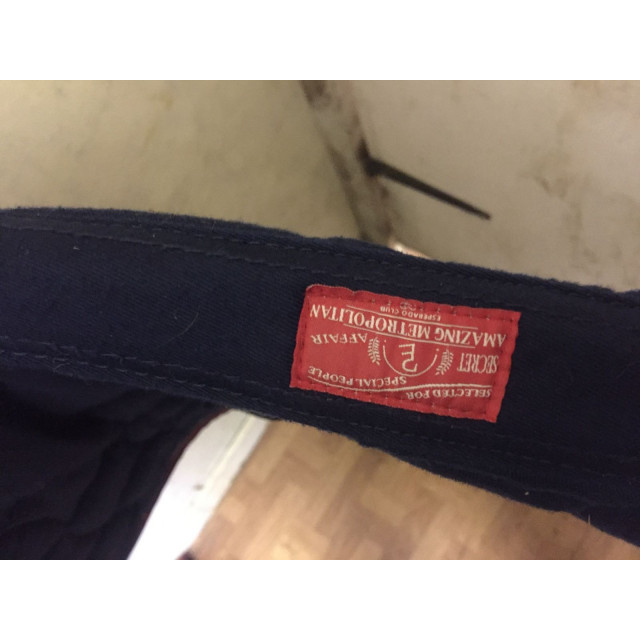 SELECTED FOR
SPECIAL PEOPLE
SECRET AFFAIR
AMAZING METROPOLITAN
ESPERADO CLUB